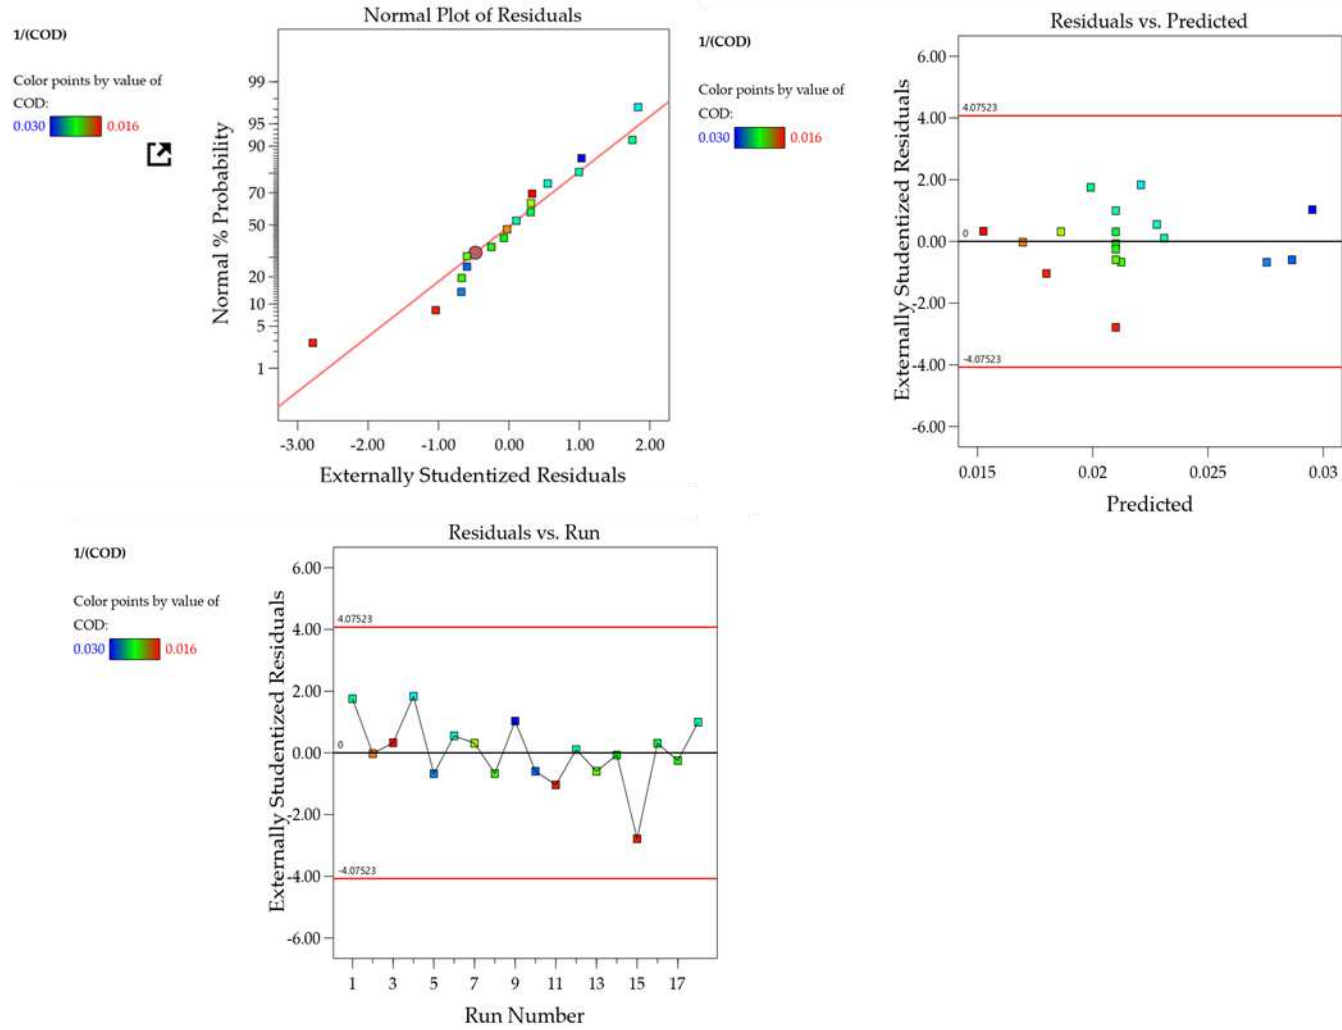 Normal Plot of Residuals
1/(COD)
Color points by value of
COD:
0.030 0.016
Normal % Probability
99
95
90
70
50
20
10
5
1
-3.00 -2.00 -1.00 0.00 1.00 2.00
Externally Studentized Residuals
Residuals vs. Predicted
1/(COD)
Color points by value of
COD:
0.030 0.016
Externally Studentized Residuals
6.00
4.07523
4.00
2.00
0
0.00
-2.00
-4.07523
-4.00
-6.00
0.015 0.02 0.025 0.03
Predicted
Residuals vs. Run
1/(COD)
Color points by value of
COD:
0.030 0.016
Externally Studentized Residuals
6.00
4.07523
4.00
2.00
0
0.00
-2.00
-4.07523
-4.00
-6.00
1 3 5 7 9 11 13 15 17
Run Number